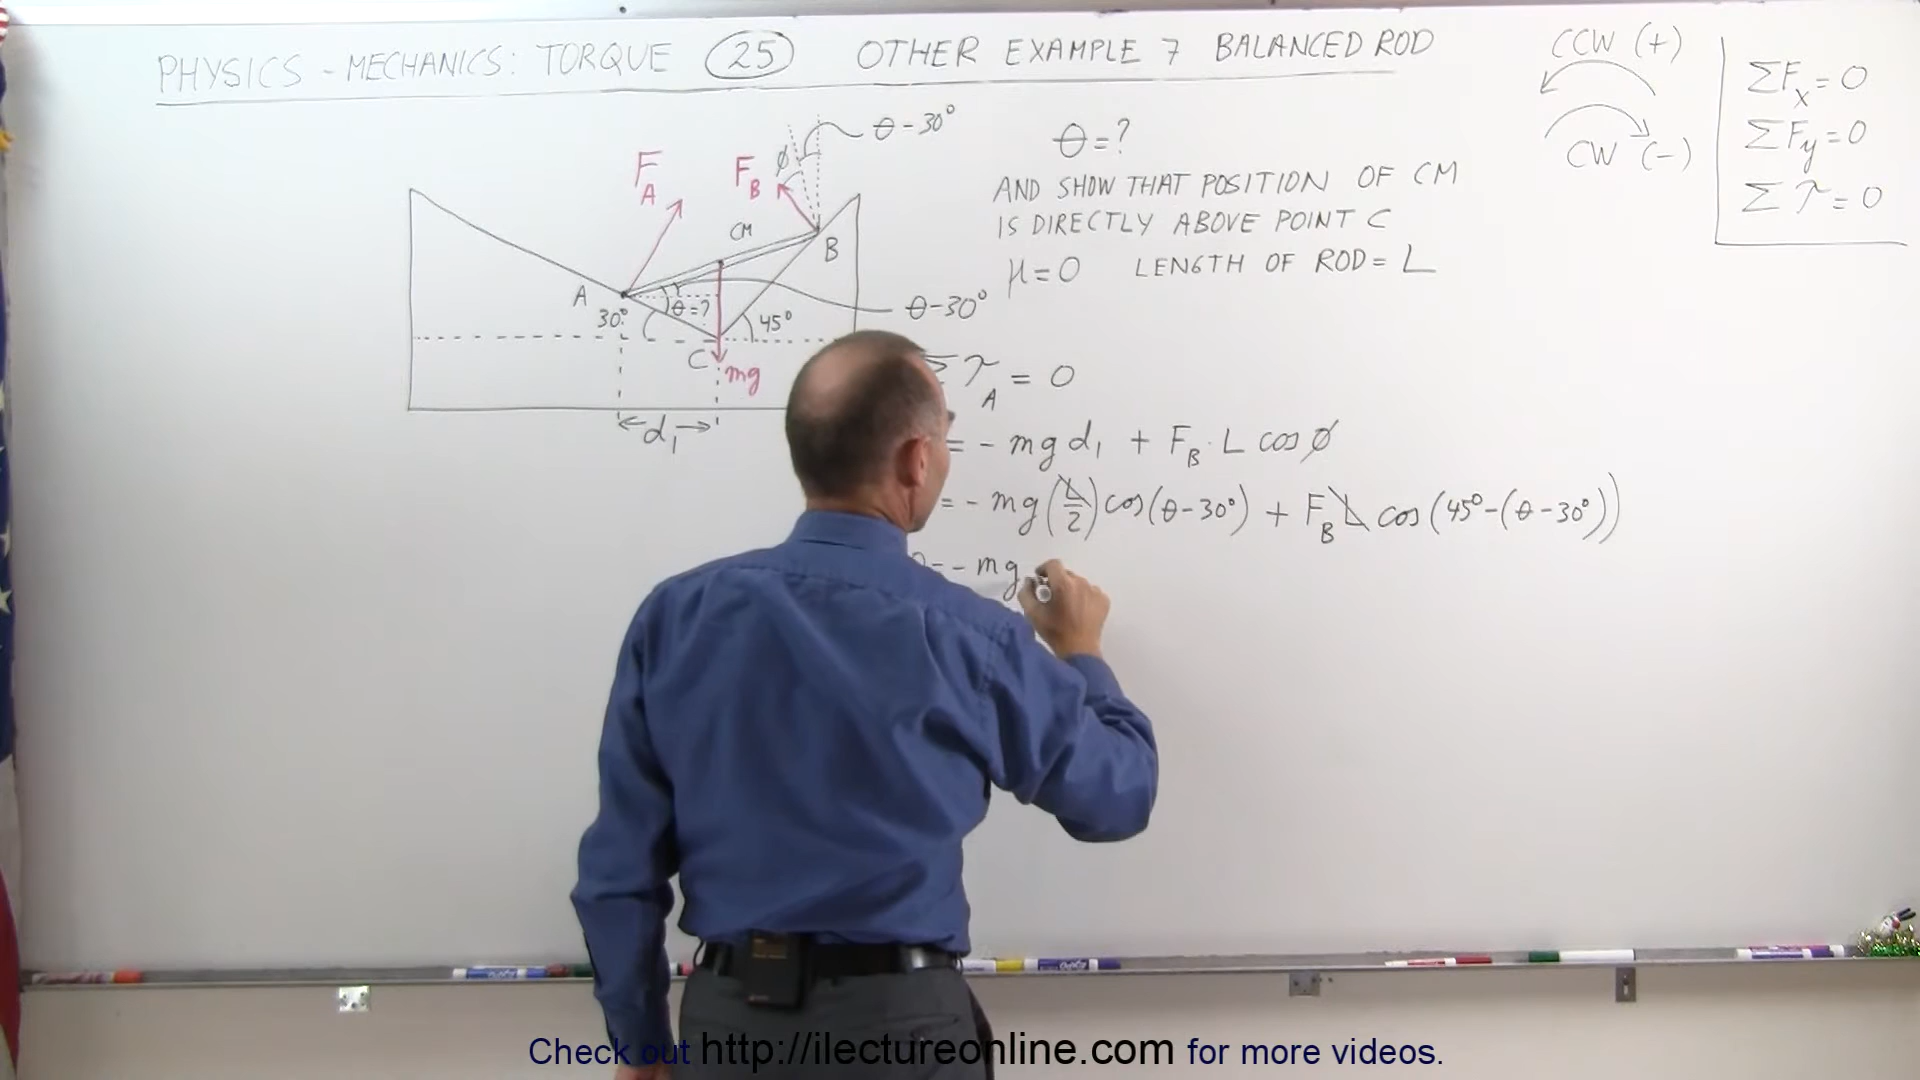 PHYSICS - MECHANICS: TORQUE 25 OTHER EXAMPLE 7 BALANCED ROD
CCW (+)
CW (-)
ΣFx = 0
ΣFy = 0
Στ = 0
θ - 30°
ϕ
FA
FB
CM
B
A
30°
θ = ?
45°
θ - 30°
C
mg
d1
θ = ?
AND SHOW THAT POSITION OF CM
IS DIRECTLY ABOVE POINT C
μ = 0 LENGTH OF ROD = L
ΣτA = 0
= - mg d1 + FB · L cos ϕ
= - mg (L/2) cos(θ - 30°) + FB L cos(45° - (θ - 30°))
= - mg
Check out http://ilectureonline.com for more videos.